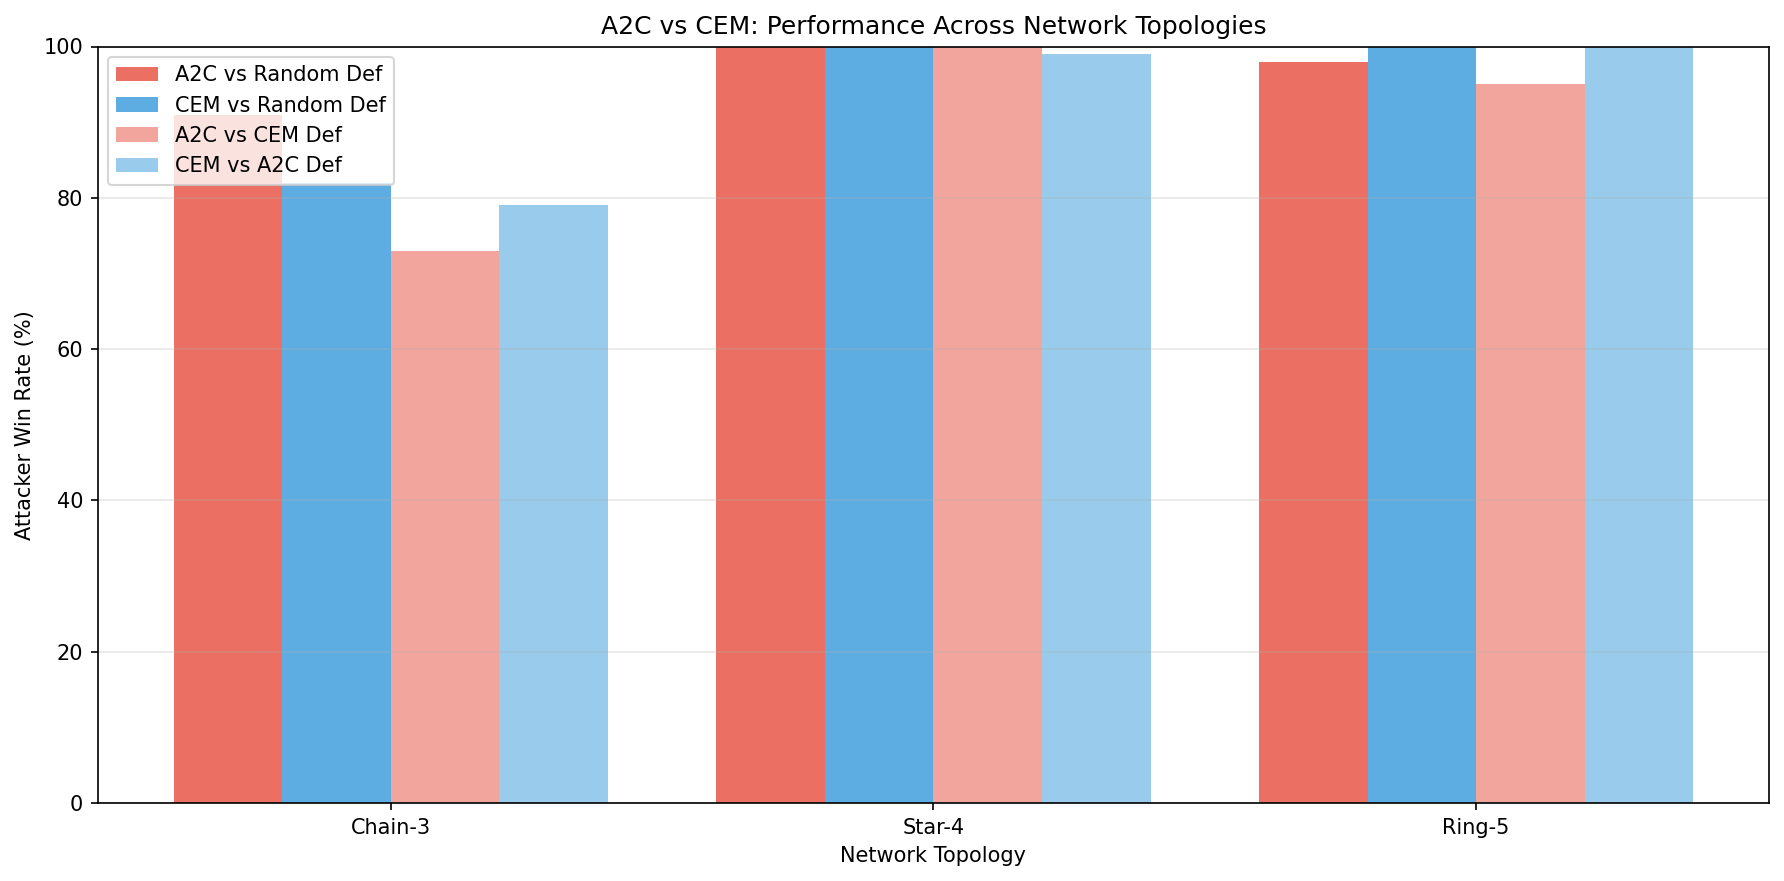 A2C vs CEM: Performance Across Network Topologies
100
80
60
40
20
0
Attacker Win Rate (%)
A2C vs Random Def
CEM vs Random Def
A2C vs CEM Def
CEM vs A2C Def
Chain-3
Star-4
Ring-5
Network Topology